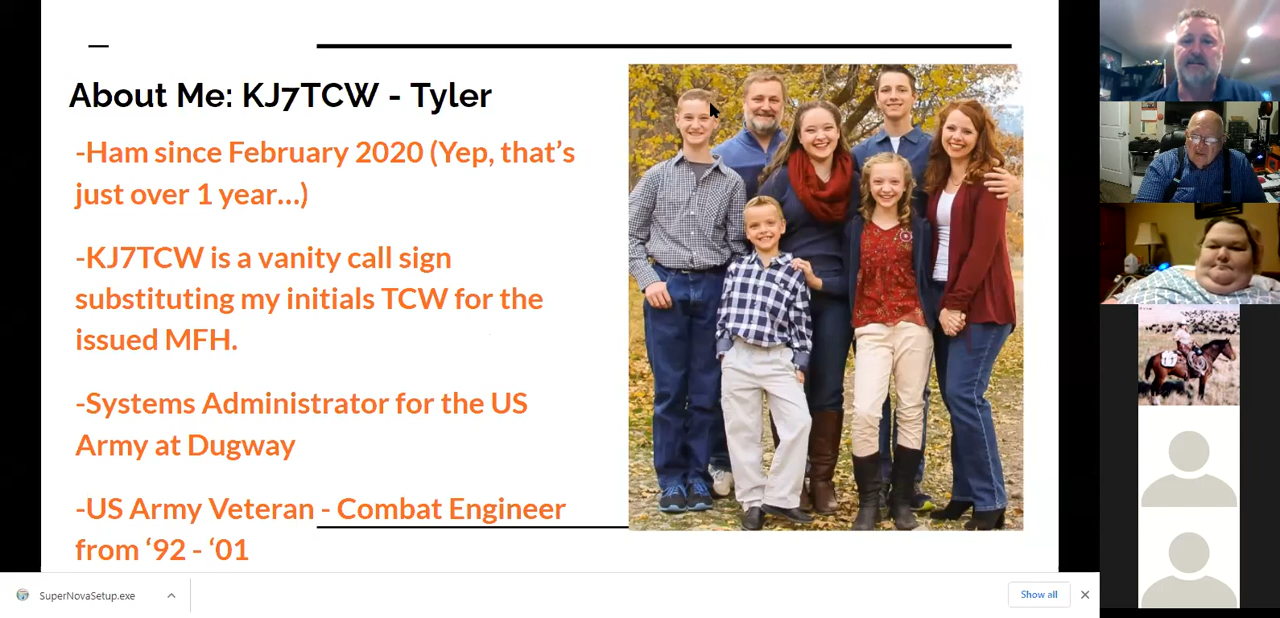 About Me: KJ7TCW - Tyler
-Ham since February 2020 (Yep, that’s
just over 1 year...)
-KJ7TCW is a vanity call sign
substituting my initials TCW for the
issued MFH.
-Systems Administrator for the US
Army at Dugway
-US Army Veteran - Combat Engineer
from ‘92 - ‘01
SuperNovaSetup.exe
Show all